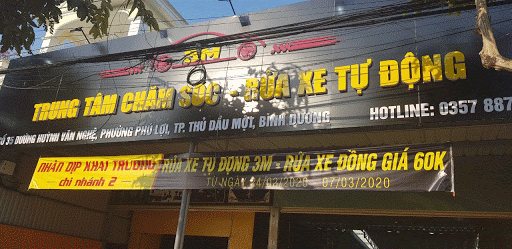 3M
TRUNG TÂM CHĂM SÓC - RỬA XE TỰ ĐỘNG
SỐ 35 ĐƯỜNG HUỲNH VĂN NGHỆ, PHƯỜNG PHÚ LỢI, TP. THỦ DẦU MỘT, BÌNH DƯƠNG
HOTLINE: 0357 887
NHÂN DỊP KHAI TRƯƠNG RỬA XE TỰ ĐỘNG 3M - RỬA XE ĐỒNG GIÁ 60K
chi nhánh 2
TỪ NGÀY 24/02/2020 07/03/2020